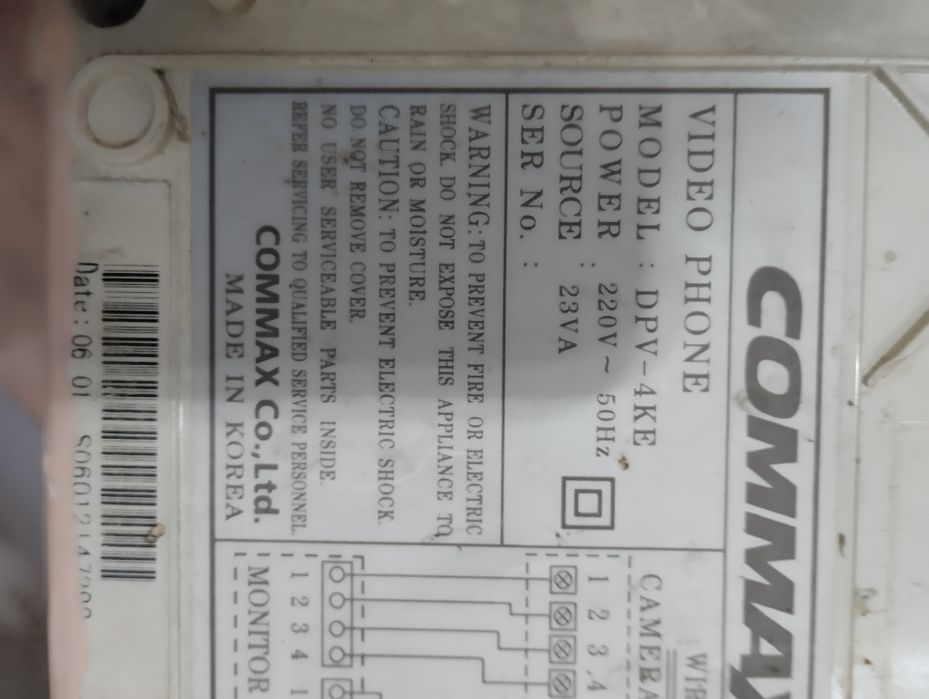 COMMAX
VIDEO PHONE
MODEL : DPV-4KE
POWER : 220V~ 50Hz
SOURCE 23VA
SER No. :
WARNING: TO PREVENT FIRE OR ELECTRIC
SHOCK DO NOT EXPOSE THIS APPLIANCE TO
RAIN OR MOISTURE.
CAUTION: TO PREVENT ELECTRIC SHOCK
DO NOT REMOVE COVER.
NO USER SERVICEABLE PARTS INSIDE.
REFER SERVICING TO QUALIFIED SERVICE PERSONNEL.
COMMAX Co.,Ltd.
MADE IN KOREA
WIR
CAMERA
1 2 3 4
1 2 3 4 1
MONITOR
Date: 06 01